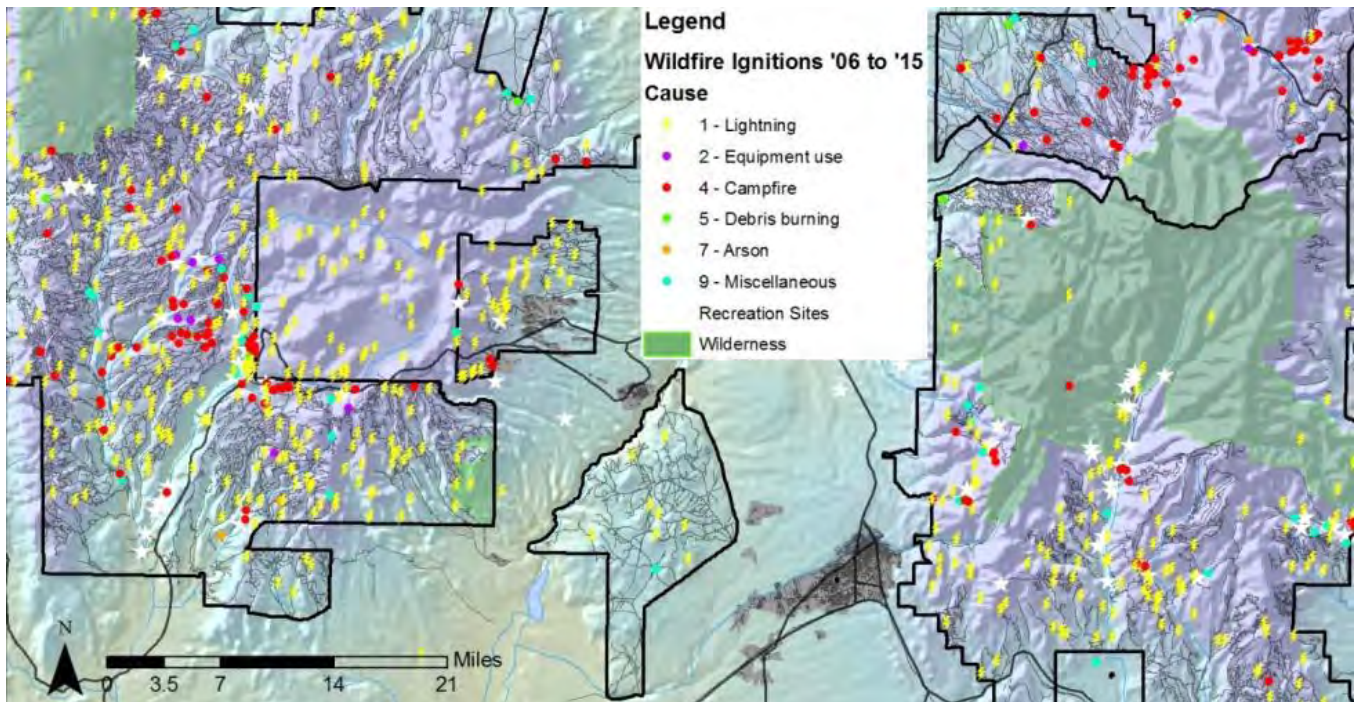 Legend
Wildfire Ignitions '06 to '15
Cause
1 - Lightning
2 - Equipment use
4 - Campfire
5 - Debris burning
7 - Arson
9 - Miscellaneous
Recreation Sites
Wilderness
N
Miles
0 3.5 7 14 21